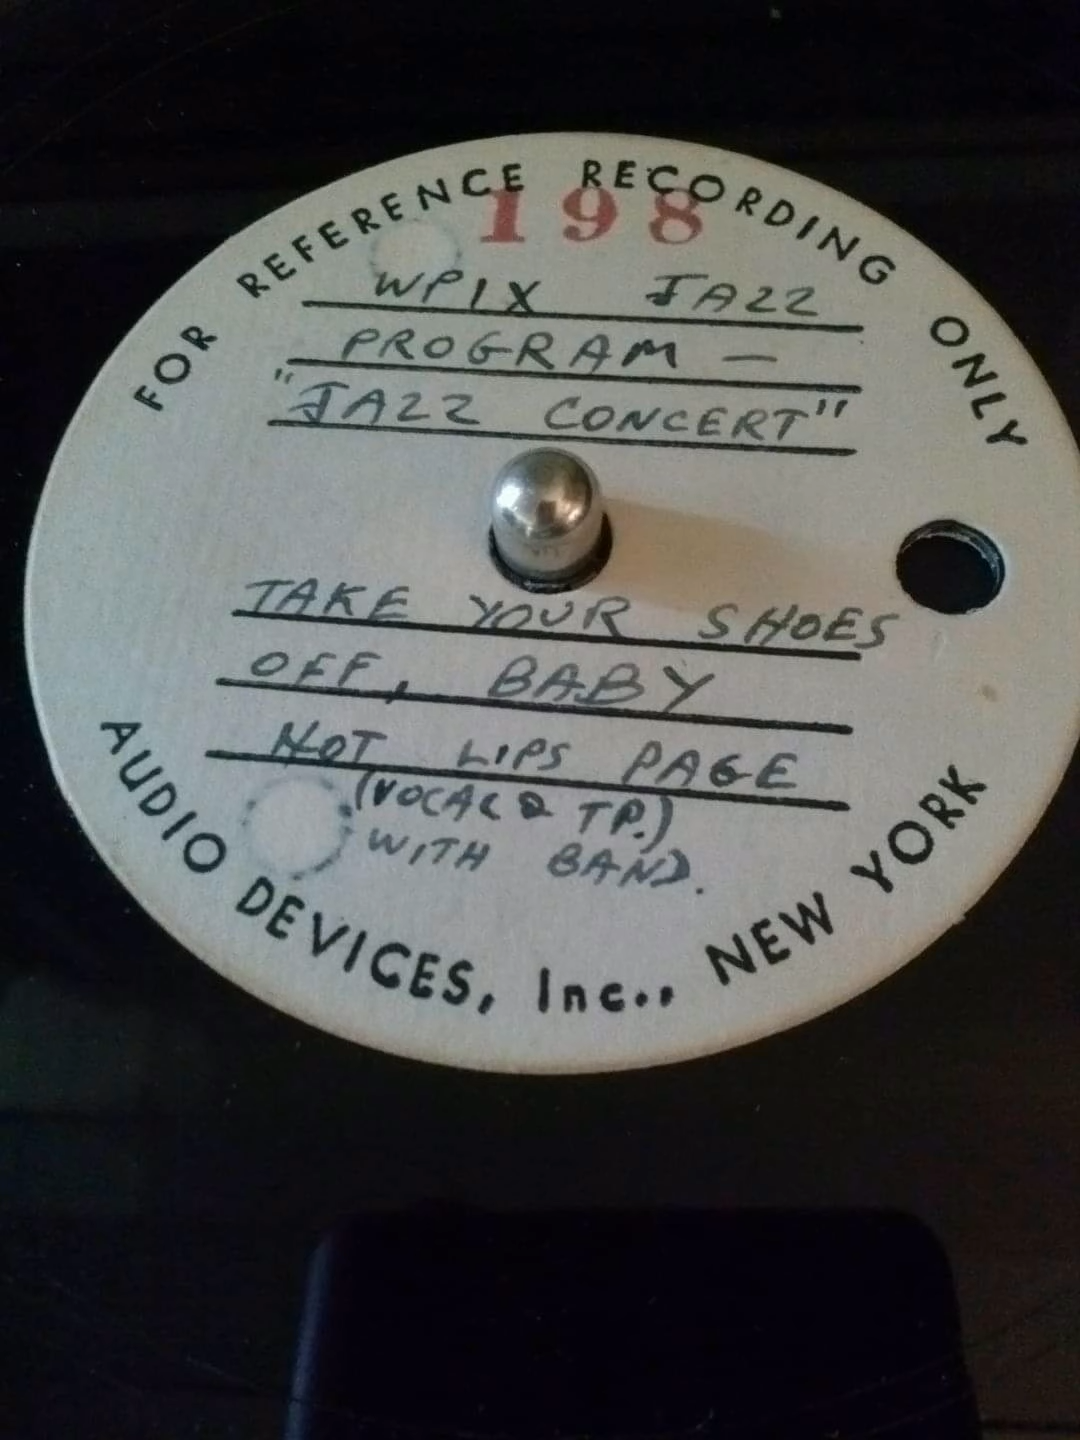 FOR REFERENCE RECORDING ONLY
198
WPIX JAZZ
PROGRAM —
"JAZZ CONCERT"
TAKE YOUR SHOES
OFF, BABY
HOT LIPS PAGE
(VOCAL & TP.)
WITH BAND.
AUDIO DEVICES, Inc., NEW YORK